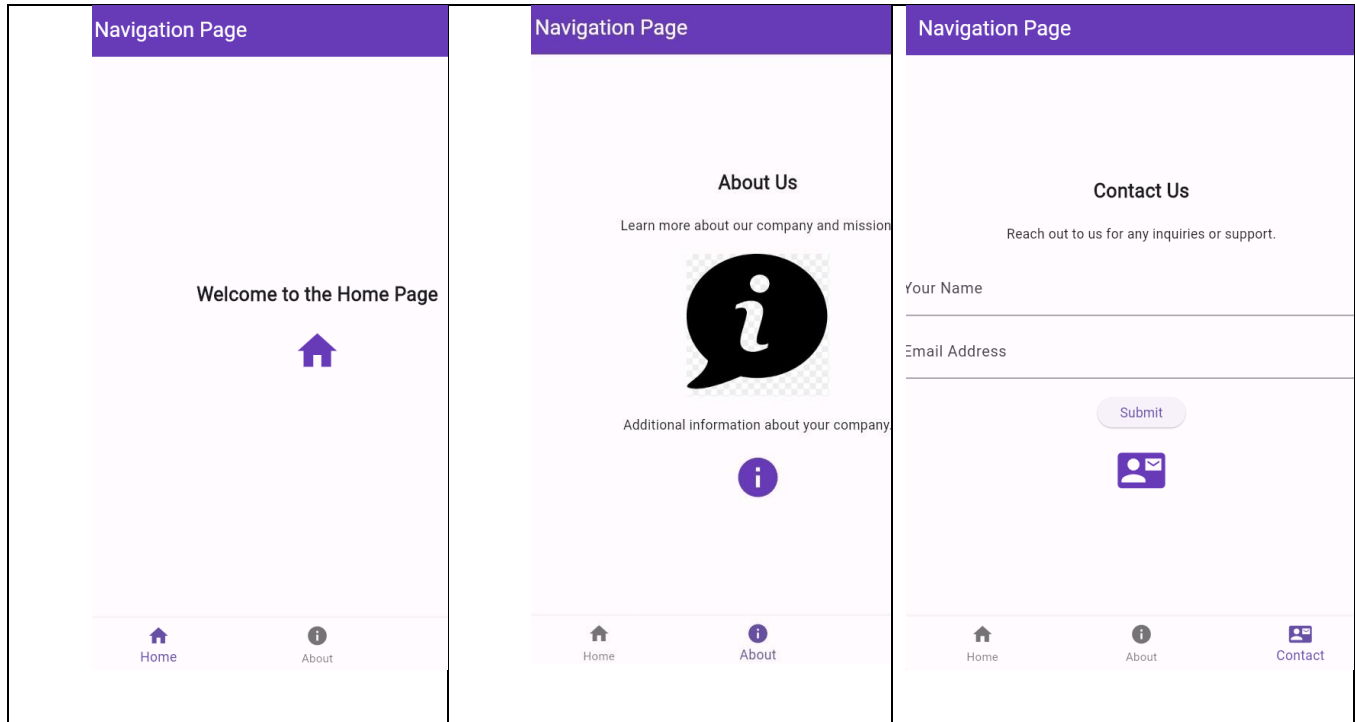 Navigation Page
Welcome to the Home Page
Home
About
Navigation Page
About Us
Learn more about our company and mission
Additional information about your company.
Home
About
Navigation Page
Contact Us
Reach out to us for any inquiries or support.
Your Name
Email Address
Submit
Home
About
Contact